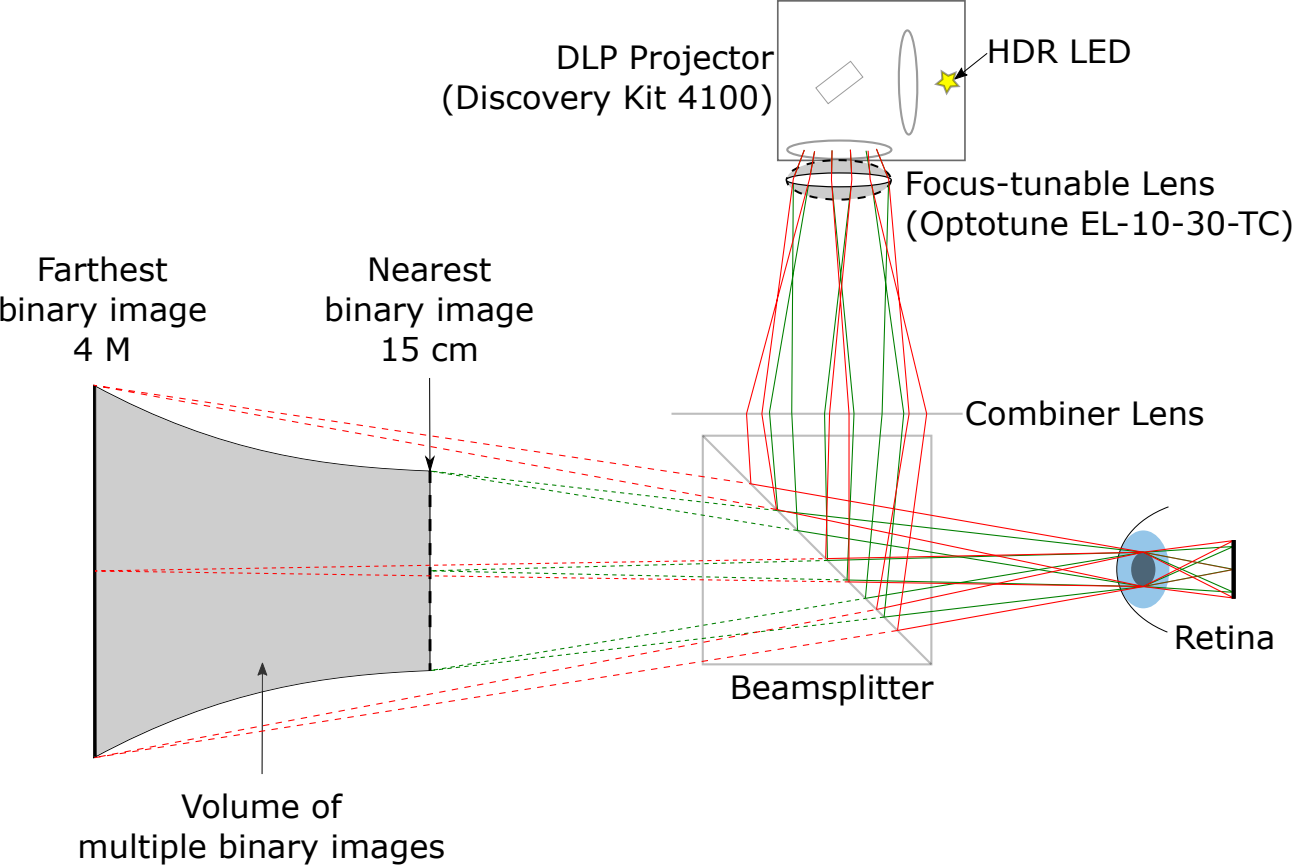 DLP Projector
(Discovery Kit 4100)
HDR LED
Focus-tunable Lens
(Optotune EL-10-30-TC)
Farthest
binary image
4 M
Nearest
binary image
15 cm
Combiner Lens
Retina
Beamsplitter
Volume of
multiple binary images